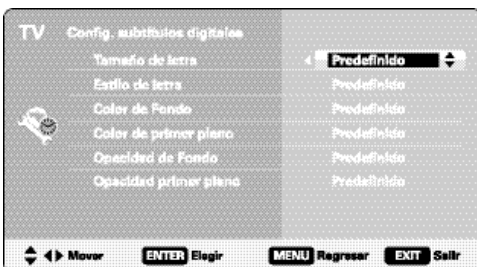 TV Config. subtítulos digitales
Tamaño de letra Predefinido
Estilo de letra Predefinido
Color de Fondo Predefinido
Color de primer plano Predefinido
Opacidad de Fondo Predefinido
Opacidad primer plano Predefinido
Mover ENTER Elegir MENU Regresar EXIT Salir